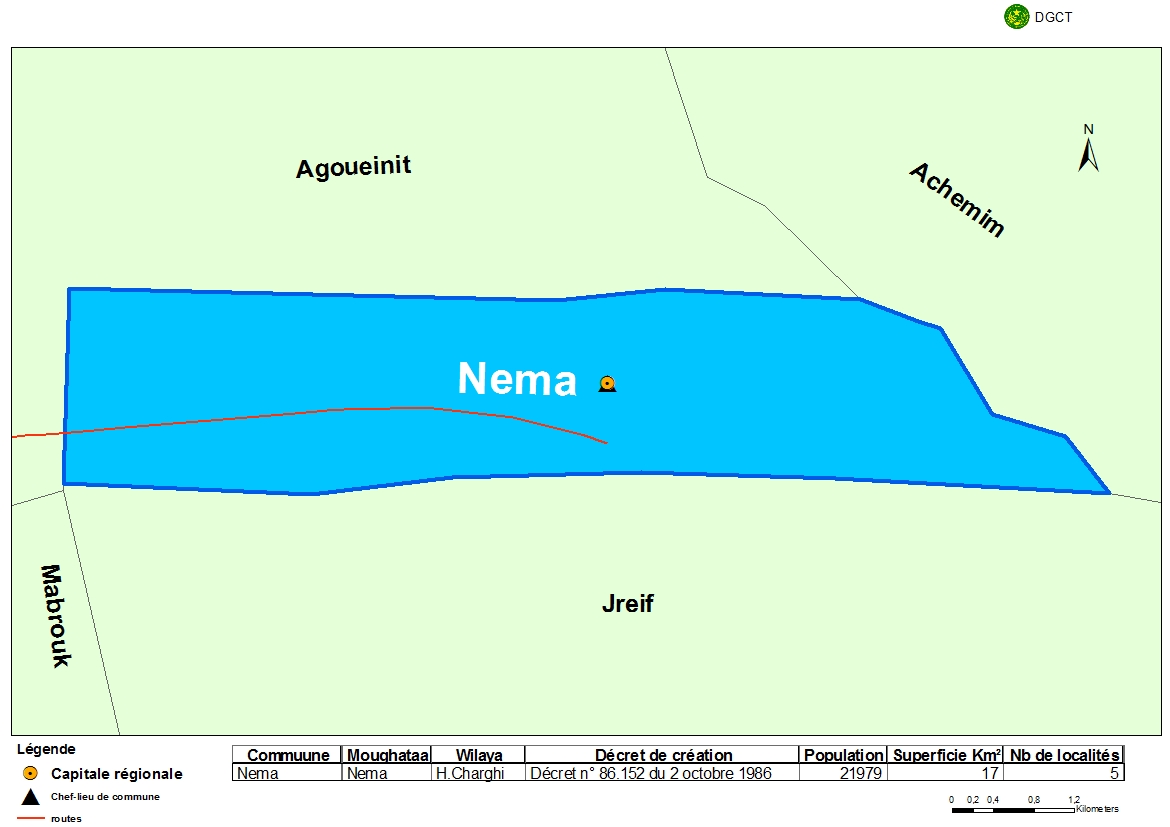 DGCT
N
Agoueinit
Achemim
Nema
Jreif
Mabrouk
Légende
Capitale régionale
Chef-lieu de commune
routes
Commuune Moughataa Wilaya Décret de création Population Superficie Km² Nb de localités
Nema Nema H.Charghi Décret n° 86.152 du 2 octobre 1986 21979 17 5
0 0,2 0,4 0,8 1,2
Kilometers